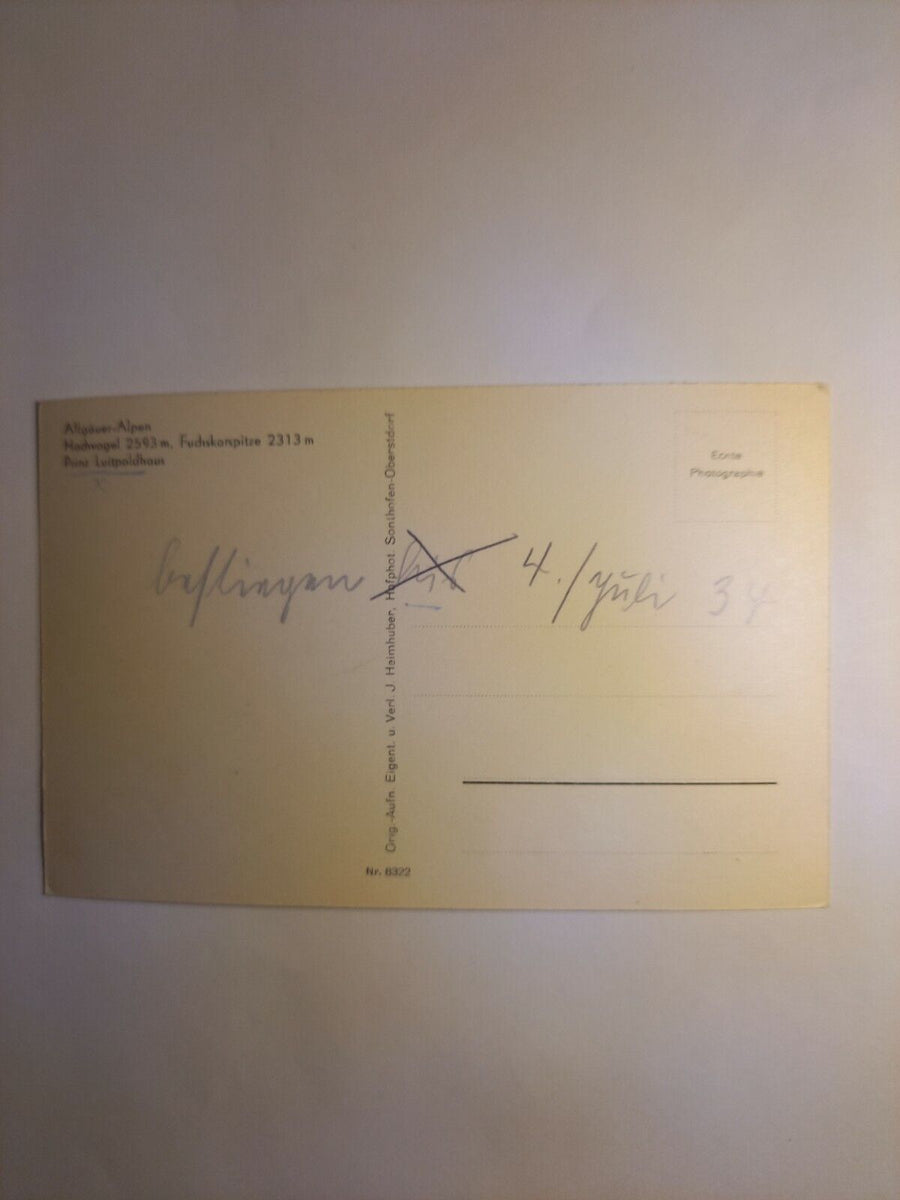 Allgäuer-Alpen
Hochvogel 2593 m, Fuchskarspitze 2313 m
Prinz Luitpoldhaus
x
Echte
Photographie
4./Juli 34
Orig.-Aufn. Eigent. u. Verl. J. Heimhuber, Hofphot. Sonthofen-Oberstdorf
Nr. 6322